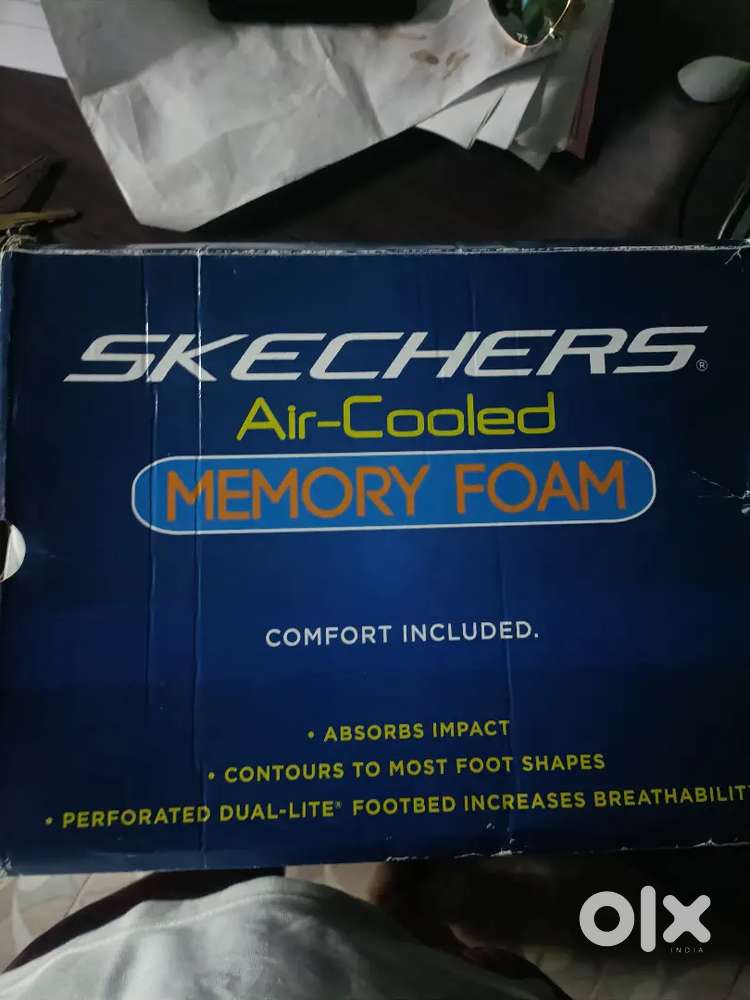 SKECHERS®
Air-Cooled
MEMORY FOAM
COMFORT INCLUDED.
• ABSORBS IMPACT
• CONTOURS TO MOST FOOT SHAPES
• PERFORATED DUAL-LITE® FOOTBED INCREASES BREATHABILIT
olx
INDIA